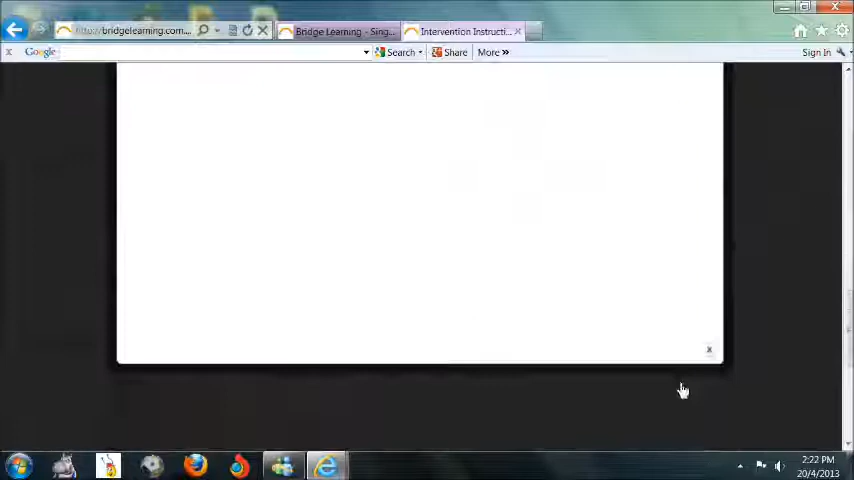 http://bridgelearning.com....
Bridge Learning - Sing...
Intervention Instructi...
x Google
Search
Share
More »
Sign In
x
2:22 PM
20/4/2013